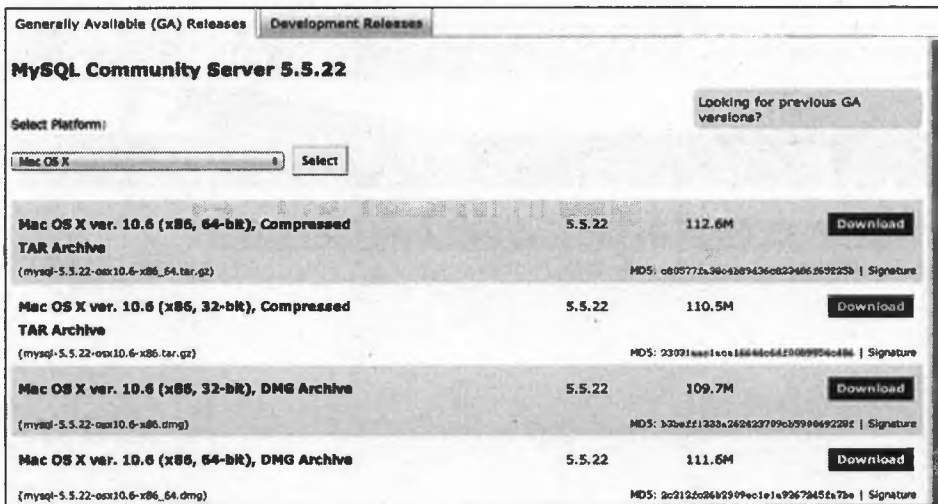 Generally Available (GA) Releases
Development Releases
MySQL Community Server 5.5.22
Looking for previous GA
versions?
Select Platform:
Mac OS X
Select
Mac OS X ver. 10.6 (x86, 64-bit), Compressed
TAR Archive
5.5.22
112.6M
Download
(mysql-5.5.22-osx10.6-x86_64.tar.gz)
MD5: | Signature
Mac OS X ver. 10.6 (x86, 32-bit), Compressed
TAR Archive
5.5.22
110.5M
Download
(mysql-5.5.22-osx10.6-x86.tar.gz)
MD5: | Signature
Mac OS X ver. 10.6 (x86, 32-bit), DMG Archive
5.5.22
109.7M
Download
(mysql-5.5.22-osx10.6-x86.dmg)
MD5: | Signature
Mac OS X ver. 10.6 (x86, 64-bit), DMG Archive
5.5.22
111.6M
Download
(mysql-5.5.22-osx10.6-x86_64.dmg)
MD5: | Signature